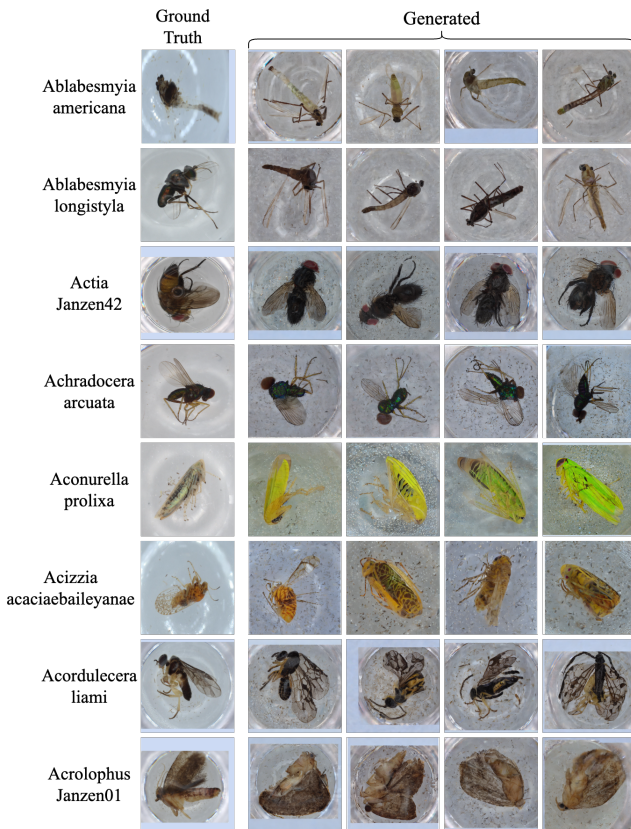 Ground
Truth
Generated
Ablabesmyia
americana
Ablabesmyia
longistyla
Actia
Janzen42
Achradocera
arcuata
Aconurella
prolixa
Acizzia
acaciaebaileyanae
Acordulecera
liami
Acrolophus
Janzen01